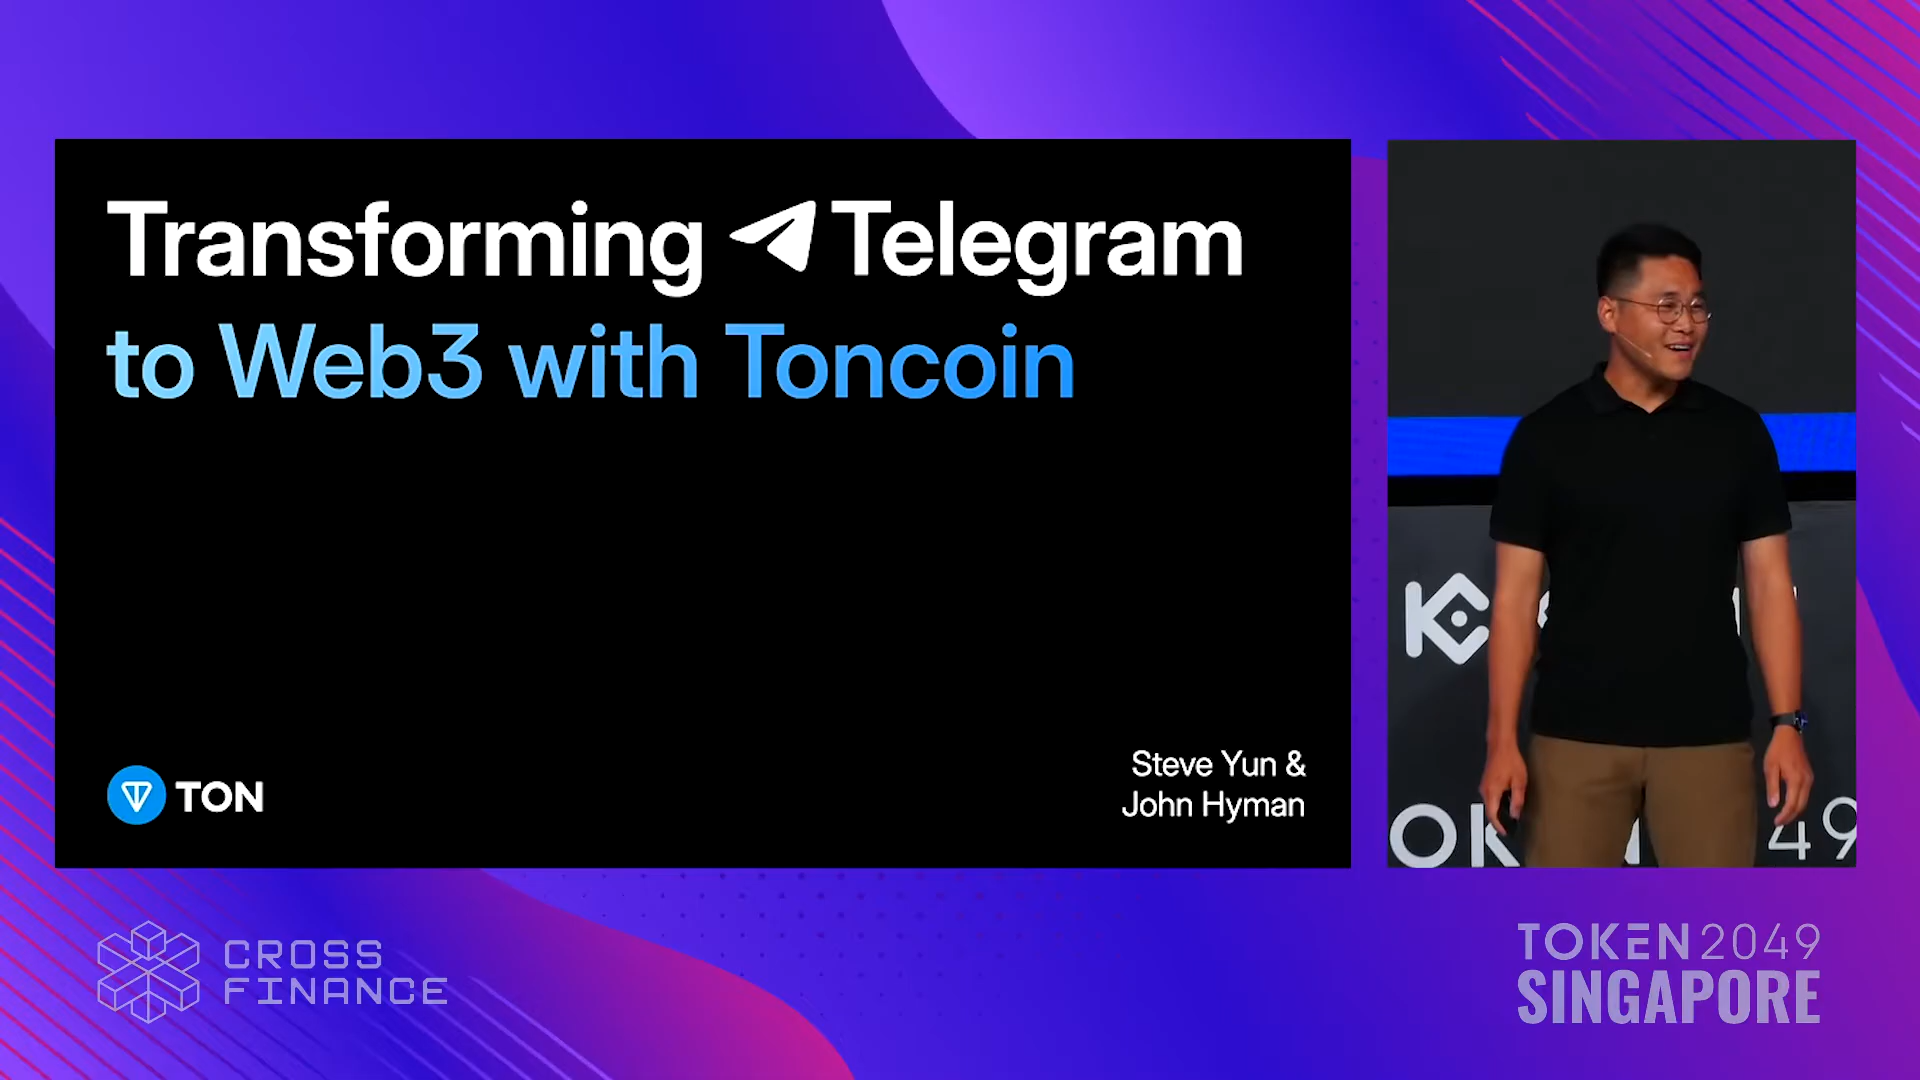 Transforming Telegram
to Web3 with Toncoin
TON
Steve Yun &
John Hyman
CROSS
FINANCE
TOKEN2049
SINGAPORE